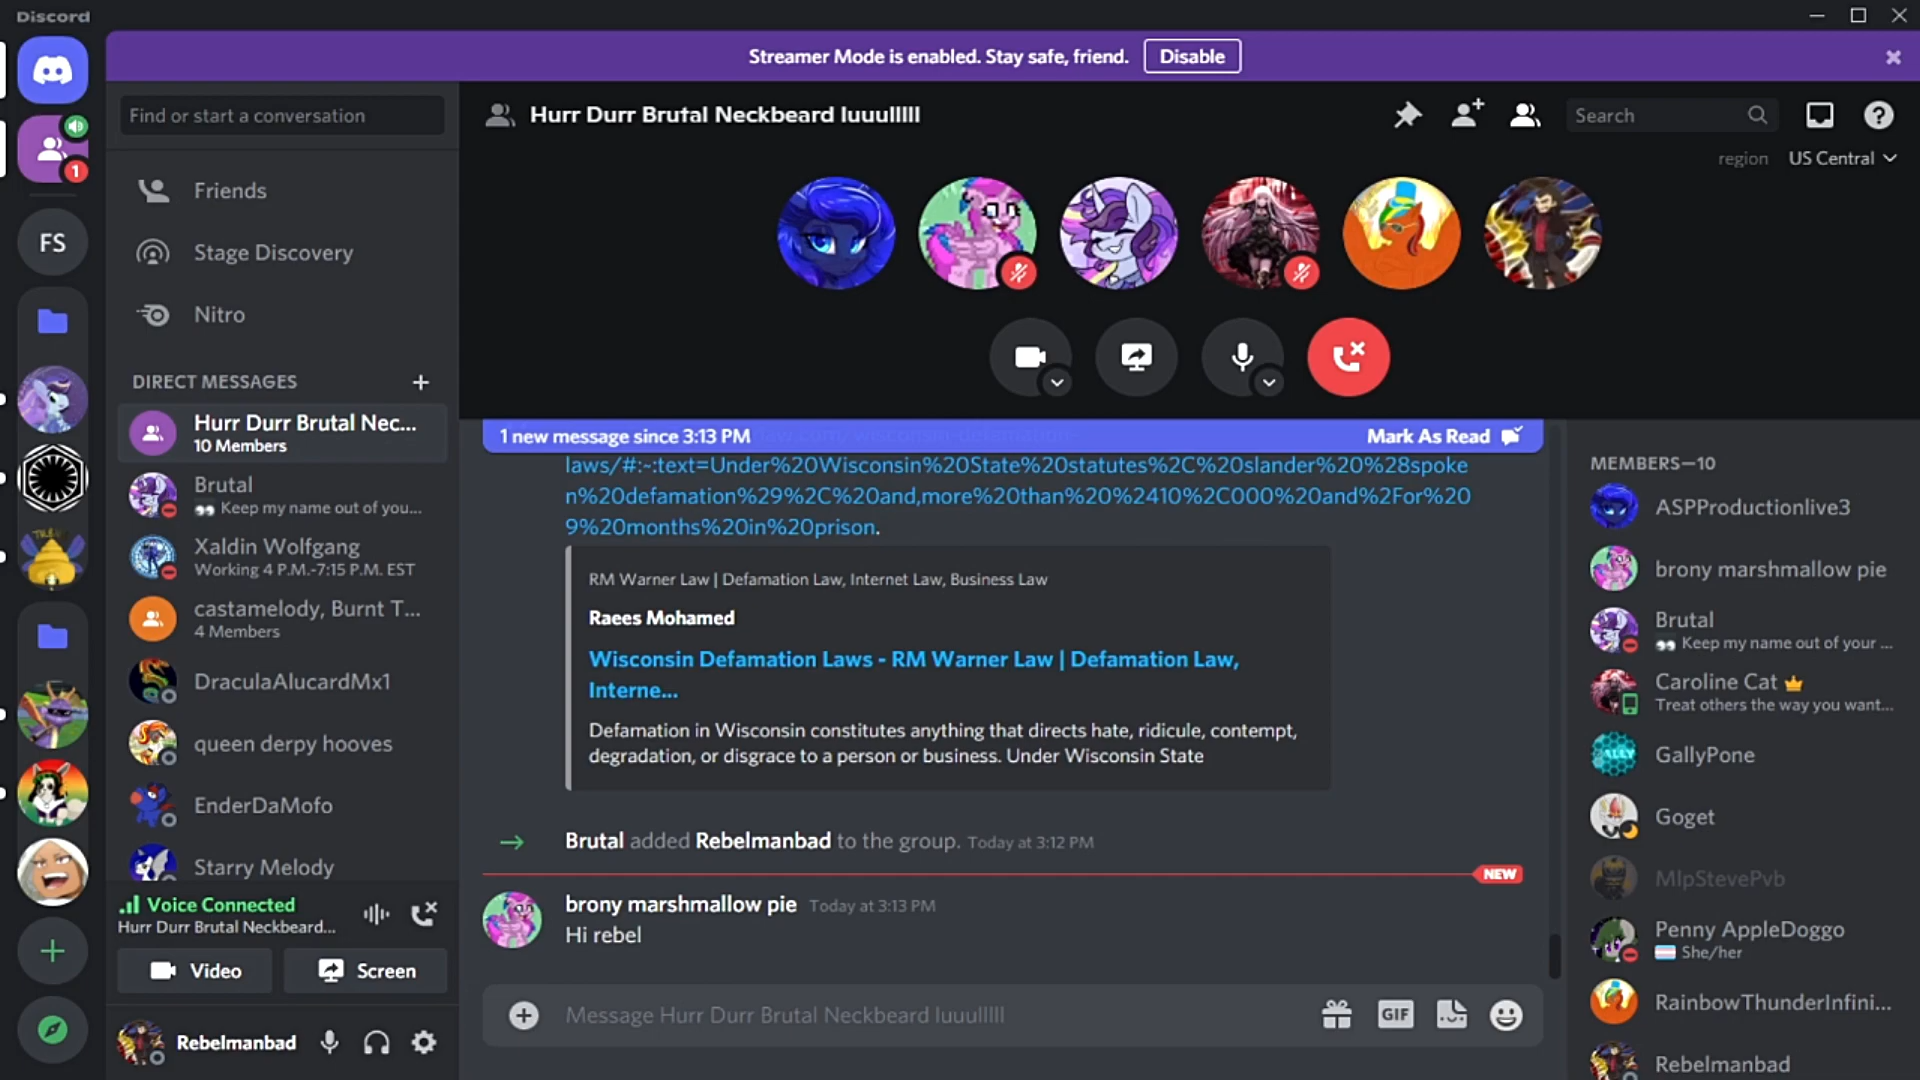 Discord
Streamer Mode is enabled. Stay safe, friend.
Disable
Find or start a conversation
Hurr Durr Brutal Neckbeard luuulllll
Search
region US Central
1
FS
Friends
Stage Discovery
Nitro
DIRECT MESSAGES
Hurr Durr Brutal Nec...
10 Members
Brutal
Keep my name out of you...
Xaldin Wolfgang
Working 4 P.M.-7:15 P.M. EST
castamelody, Burnt T...
4 Members
DraculaAlucardMx1
queen derpy hooves
EnderDaMofo
Starry Melody
Voice Connected
Hurr Durr Brutal Neckbeard...
Video
Screen
Rebelmanbad
1 new message since 3:13 PM
Mark As Read
laws/#:~:text=Under%20Wisconsin%20State%20statutes%2C%20slander%20%28spoke
n%20defamation%29%2C%20and,more%20than%20%2410%2C000%20and%2For%20
9%20months%20in%20prison.
RM Warner Law | Defamation Law, Internet Law, Business Law
Raees Mohamed
Wisconsin Defamation Laws - RM Warner Law | Defamation Law,
Interne...
Defamation in Wisconsin constitutes anything that directs hate, ridicule, contempt,
degradation, or disgrace to a person or business. Under Wisconsin State
Brutal added Rebelmanbad to the group. Today at 3:12 PM
NEW
brony marshmallow pie Today at 3:13 PM
Hi rebel
Message Hurr Durr Brutal Neckbeard luuulllll
GIF
MEMBERS—10
ASPProductionlive3
brony marshmallow pie
Brutal
Keep my name out of your ...
Caroline Cat
Treat others the way you want...
GallyPone
Goget
MlpStevePvb
Penny AppleDoggo
She/her
RainbowThunderInfini...
Rebelmanbad